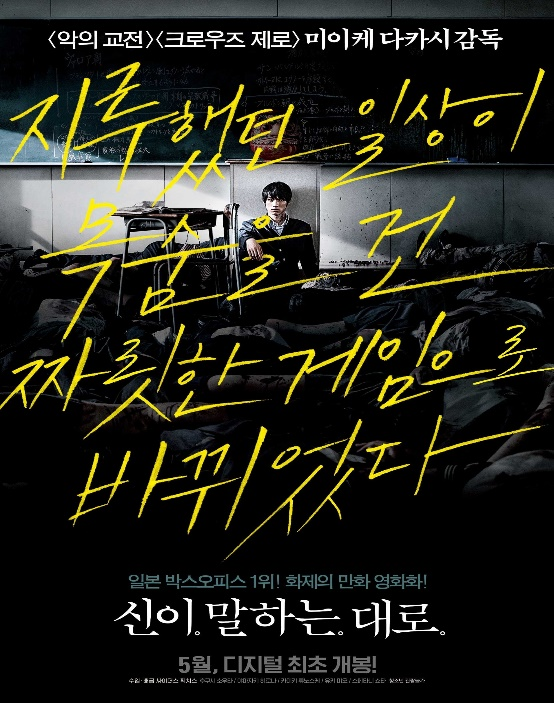 <악의 교전><크로우즈 제로> 미이케 다카시 감독
지루했던 일상이
목숨을 건
짜릿한 게임으로
바뀌었다
일본 박스오피스 1위! 화제의 만화 영화화!
신이. 말하는. 대로.
5월, 디지털 최초 개봉!